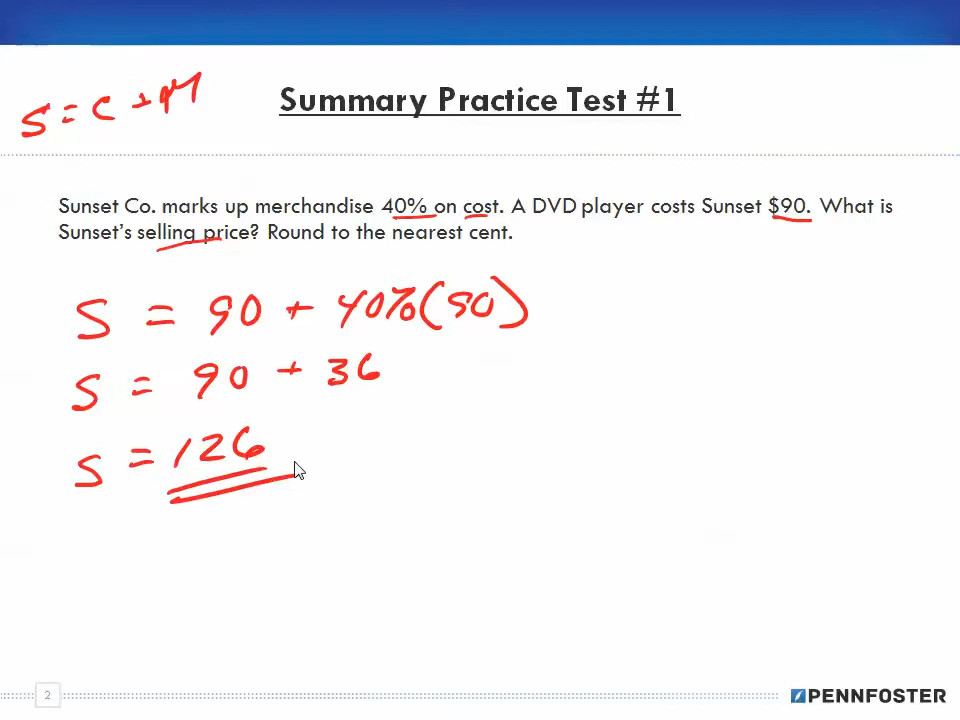 S = C + M
Summary Practice Test #1
Sunset Co. marks up merchandise 40% on cost. A DVD player costs Sunset $90. What is
Sunset's selling price? Round to the nearest cent.
S = 90 + 40%(90)
S = 90 + 36
S = 126
2
PENNFOSTER